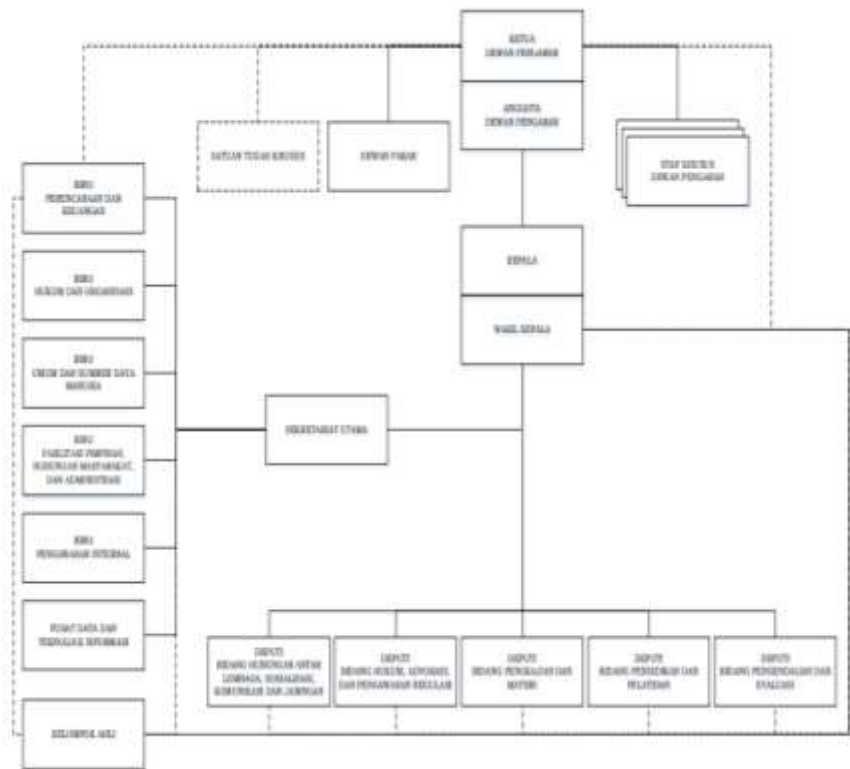 KETUA
DEWAN PENGARAH
ANGGOTA
DEWAN PENGARAH
SATUAN TUGAS KHUSUS
DEWAN PAKAR
STAF KHUSUS
DEWAN PENGARAH
BIRO
PERENCANAAN DAN
KEUANGAN
KEPALA
WAKIL KEPALA
BIRO
HUKUM DAN ORGANISASI
BIRO
UMUM DAN SUMBER DAYA
MANUSIA
SEKRETARIAT UTAMA
BIRO
FASILITASI PIMPINAN,
HUBUNGAN MASYARAKAT,
DAN ADMINISTRASI
BIRO
PENGAWASAN INTERNAL
PUSAT DATA DAN
TEKNOLOGI INFORMASI
DEPUTI
BIDANG HUBUNGAN ANTAR
LEMBAGA, SOSIALISASI,
KOMUNIKASI DAN JARINGAN
DEPUTI
BIDANG HUKUM, ADVOKASI,
DAN PENGAWASAN REGULASI
DEPUTI
BIDANG PENGKAJIAN DAN
MATERI
DEPUTI
BIDANG PENDIDIKAN DAN
PELATIHAN
DEPUTI
BIDANG PENGENDALIAN DAN
EVALUASI
KELOMPOK AHLI